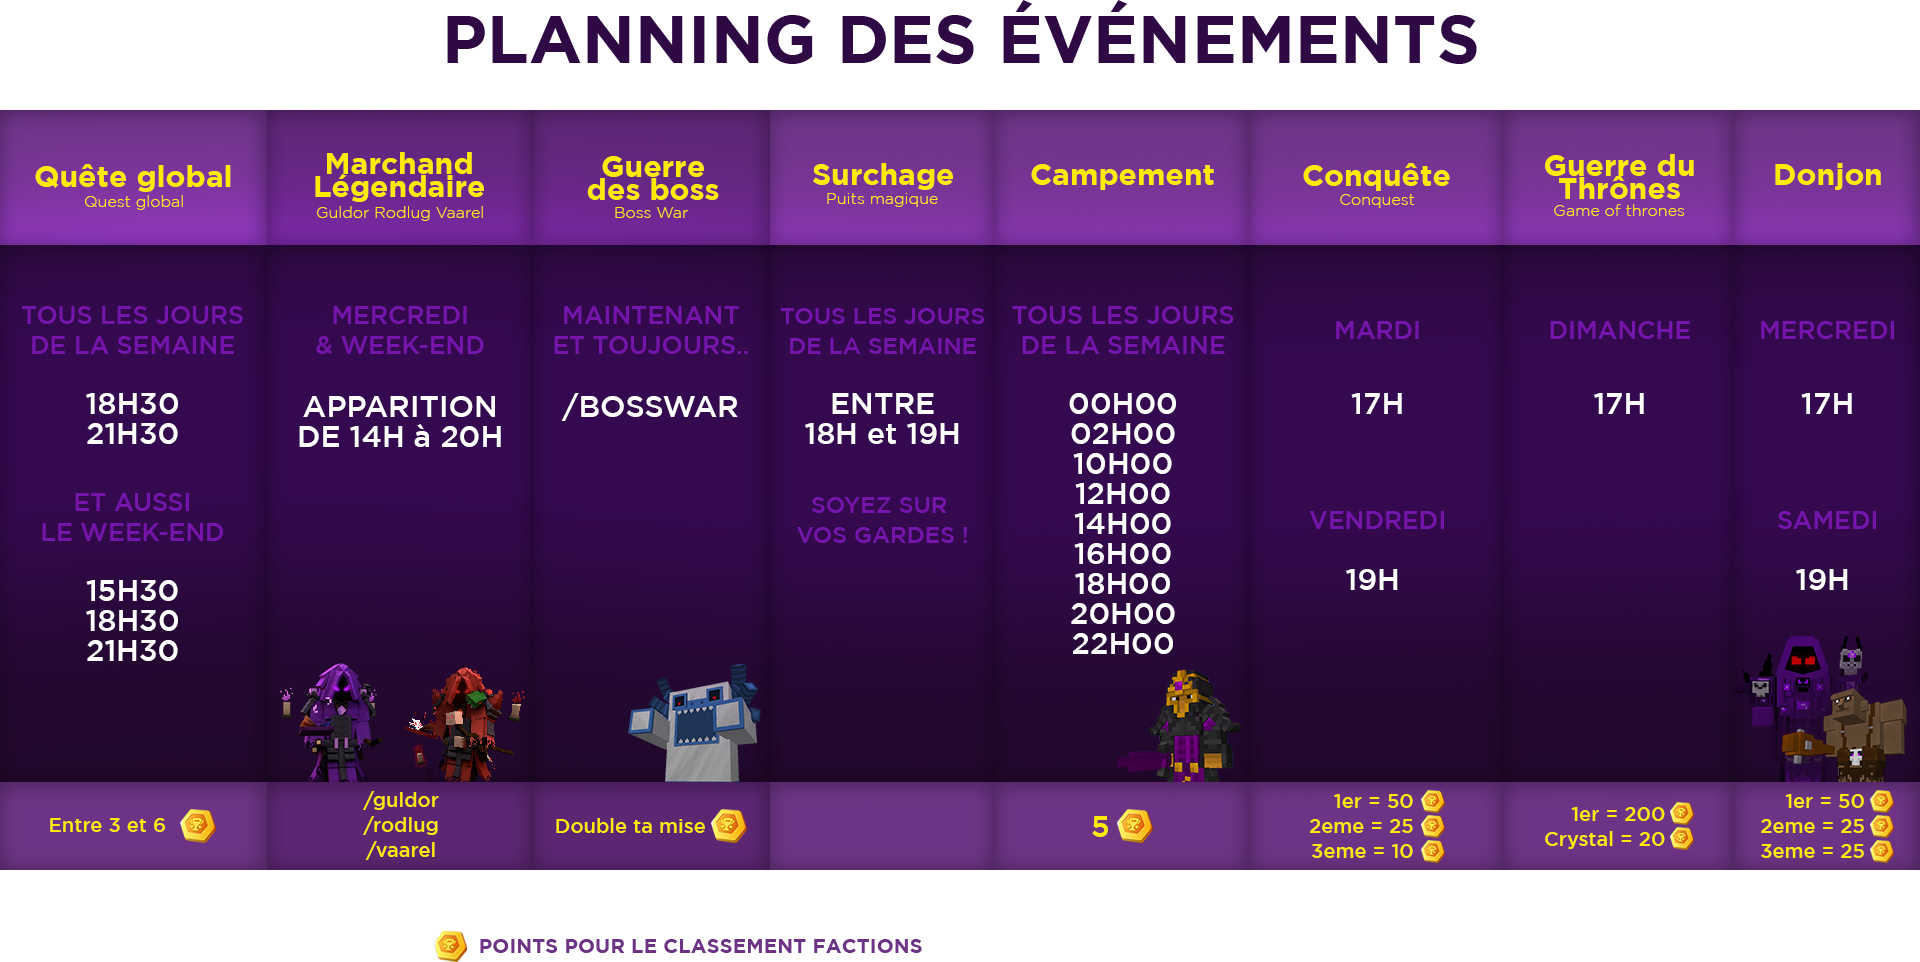 PLANNING DES ÉVÉNEMENTS
Quête global
Quest global
Marchand
Légendaire
Guldor Rodlug Vaarel
Guerre
des boss
Boss War
Surchage
Puits magique
Campement
Conquête
Conquest
Guerre du
Thrônes
Game of thrones
Donjon
TOUS LES JOURS
DE LA SEMAINE
18H30
21H30
ET AUSSI
LE WEEK-END
15H30
18H30
21H30
MERCREDI
& WEEK-END
APPARITION
DE 14H à 20H
MAINTENANT
ET TOUJOURS..
/BOSSWAR
TOUS LES JOURS
DE LA SEMAINE
ENTRE
18H et 19H
SOYEZ SUR
VOS GARDES !
TOUS LES JOURS
DE LA SEMAINE
00H00
02H00
10H00
12H00
14H00
16H00
18H00
20H00
22H00
MARDI
17H
VENDREDI
19H
DIMANCHE
17H
MERCREDI
17H
SAMEDI
19H
Entre 3 et 6
/guldor
/rodlug
/vaarel
Double ta mise
5
1er = 50
2eme = 25
3eme = 10
1er = 200
Crystal = 20
1er = 50
2eme = 25
3eme = 25
POINTS POUR LE CLASSEMENT FACTIONS